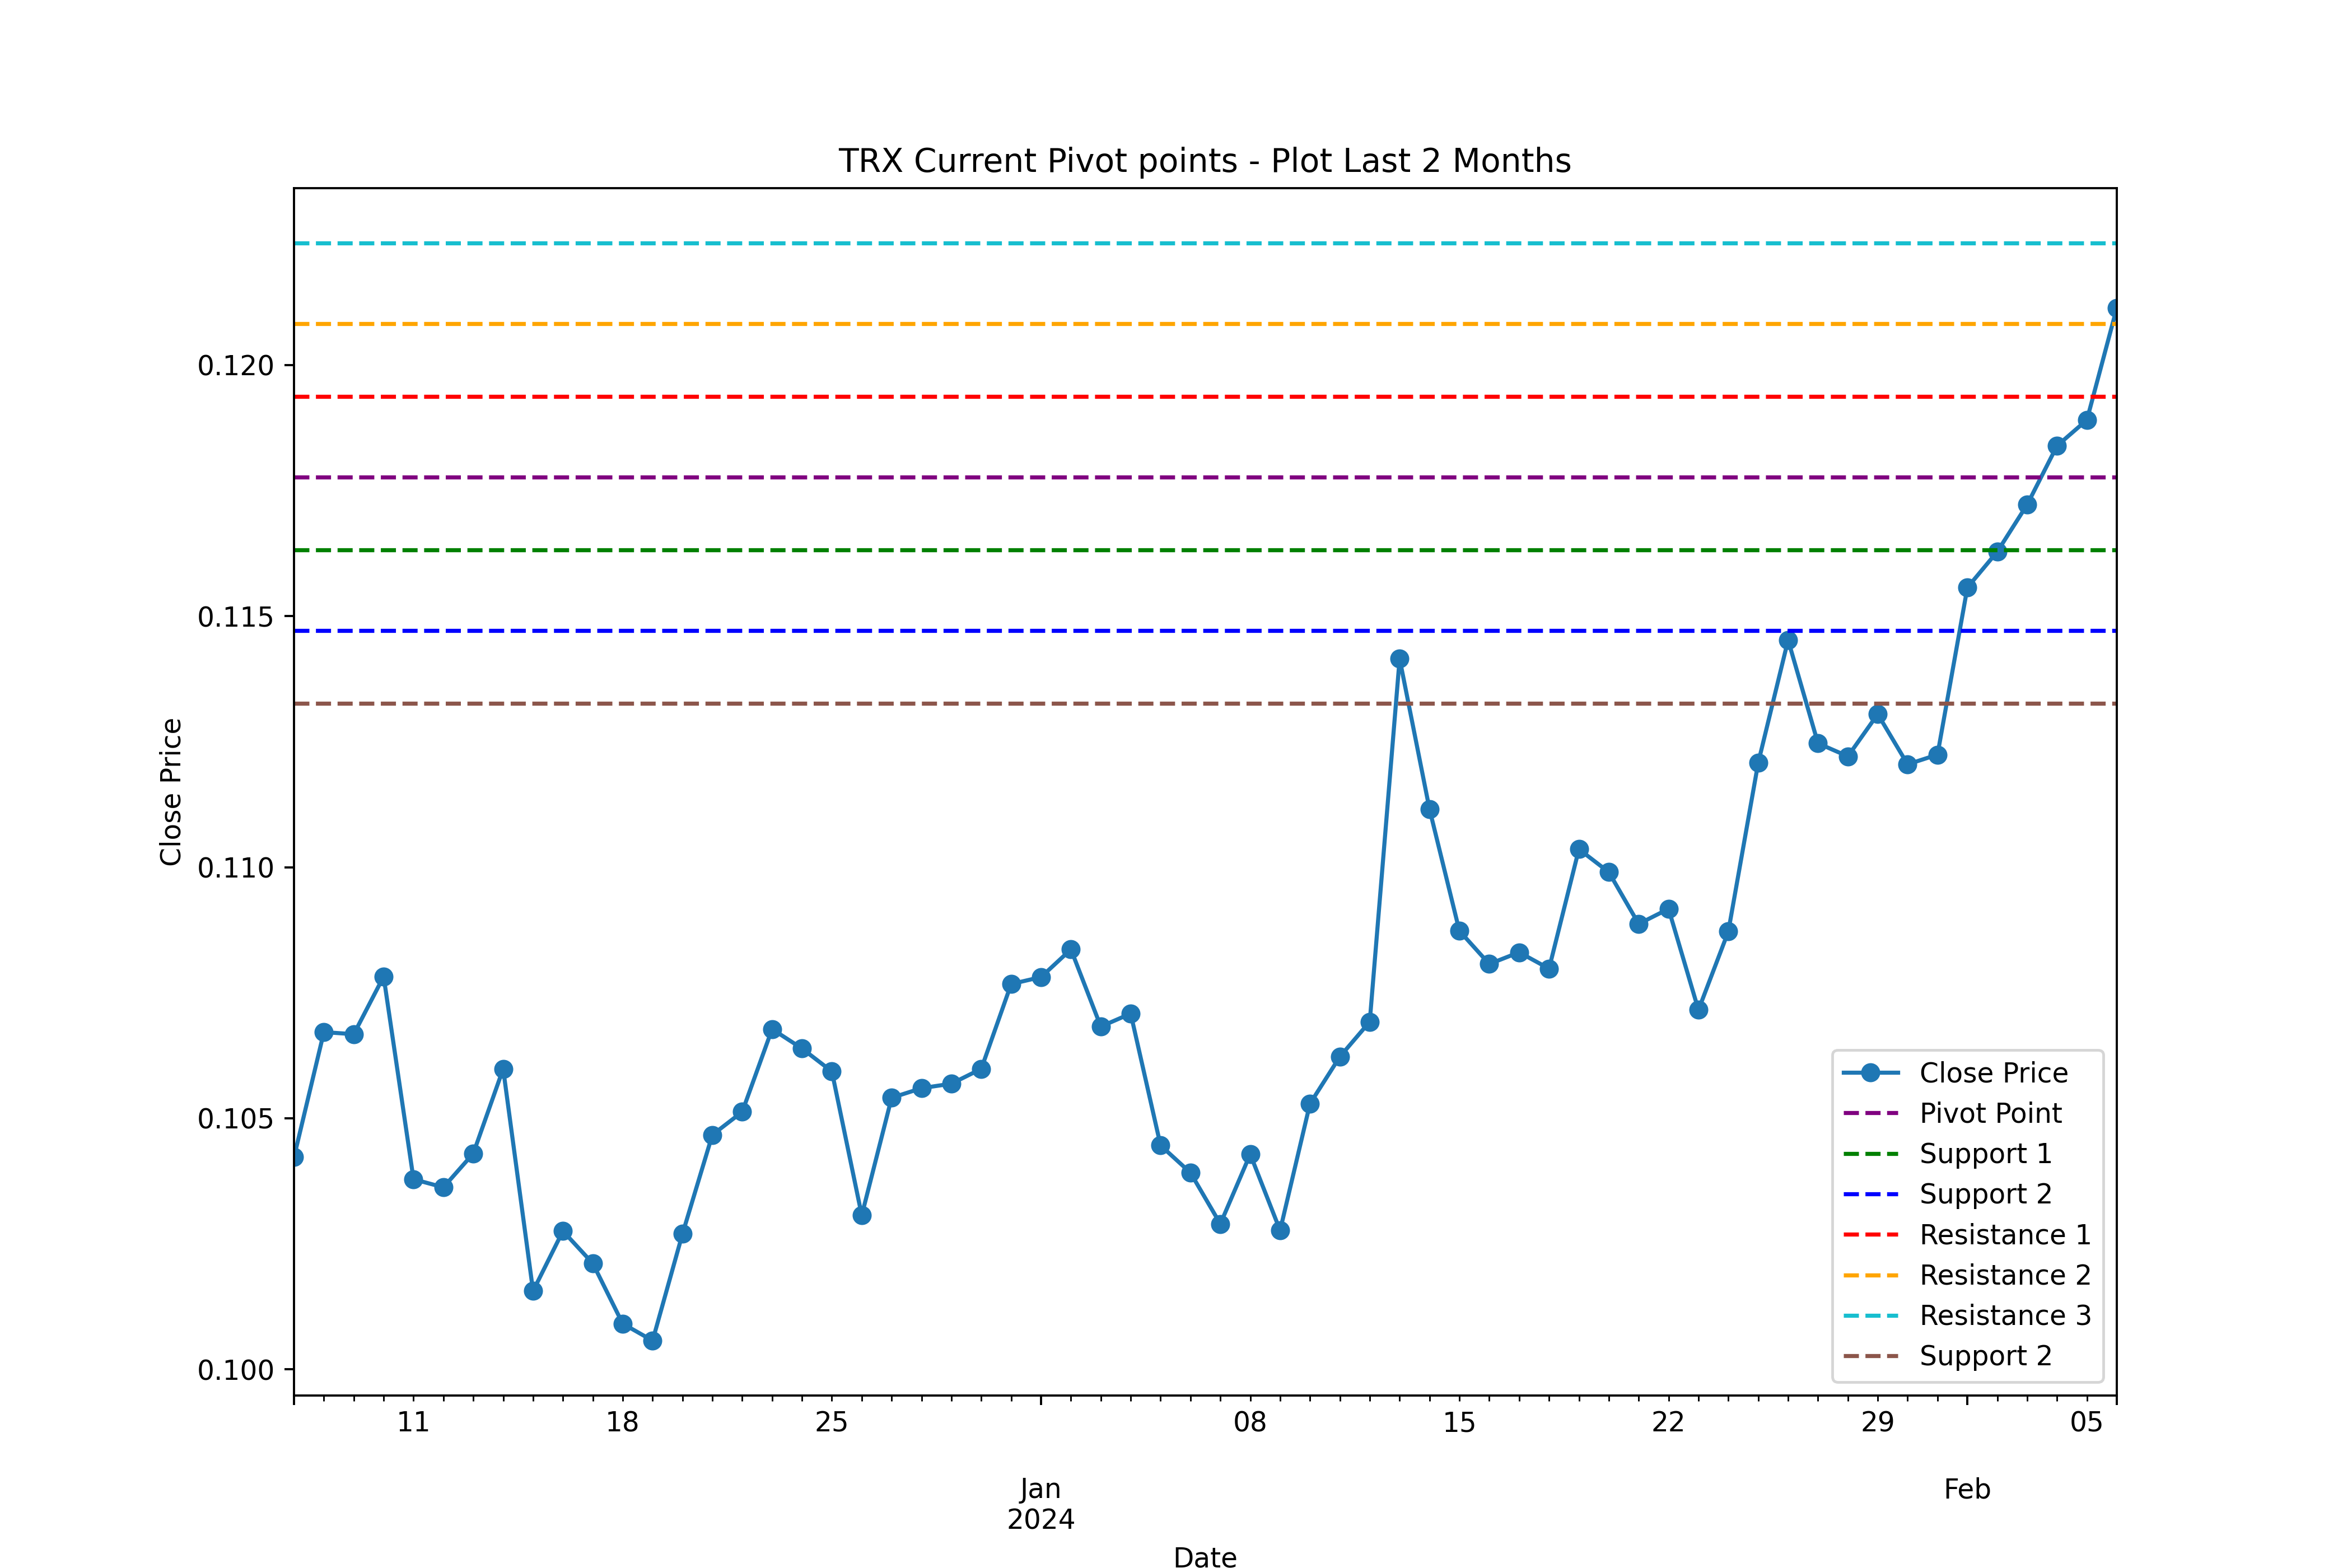 TRX Current Pivot points - Plot Last 2 Months
Close Price
0.120
0.115
0.110
0.105
0.100
Close Price
Pivot Point
Support 1
Support 2
Resistance 1
Resistance 2
Resistance 3
Support 2
11 18 25 08 15 22 29 05
Jan Feb
2024
Date